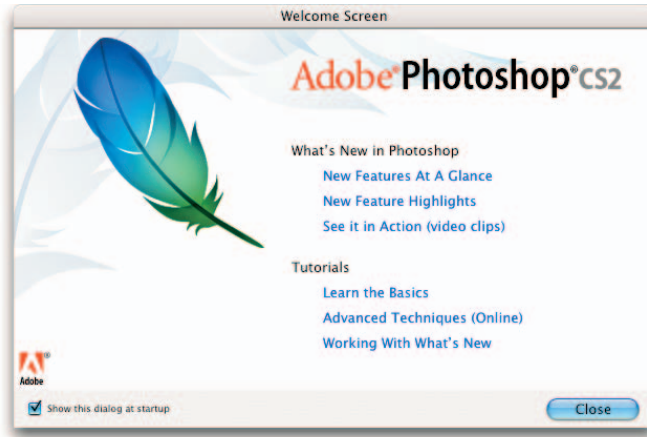 Welcome Screen
Adobe® Photoshop® CS2
What's New in Photoshop
New Features At A Glance
New Feature Highlights
See it in Action (video clips)
Tutorials
Learn the Basics
Advanced Techniques (Online)
Working With What's New
Adobe®
Show this dialog at startup
Close